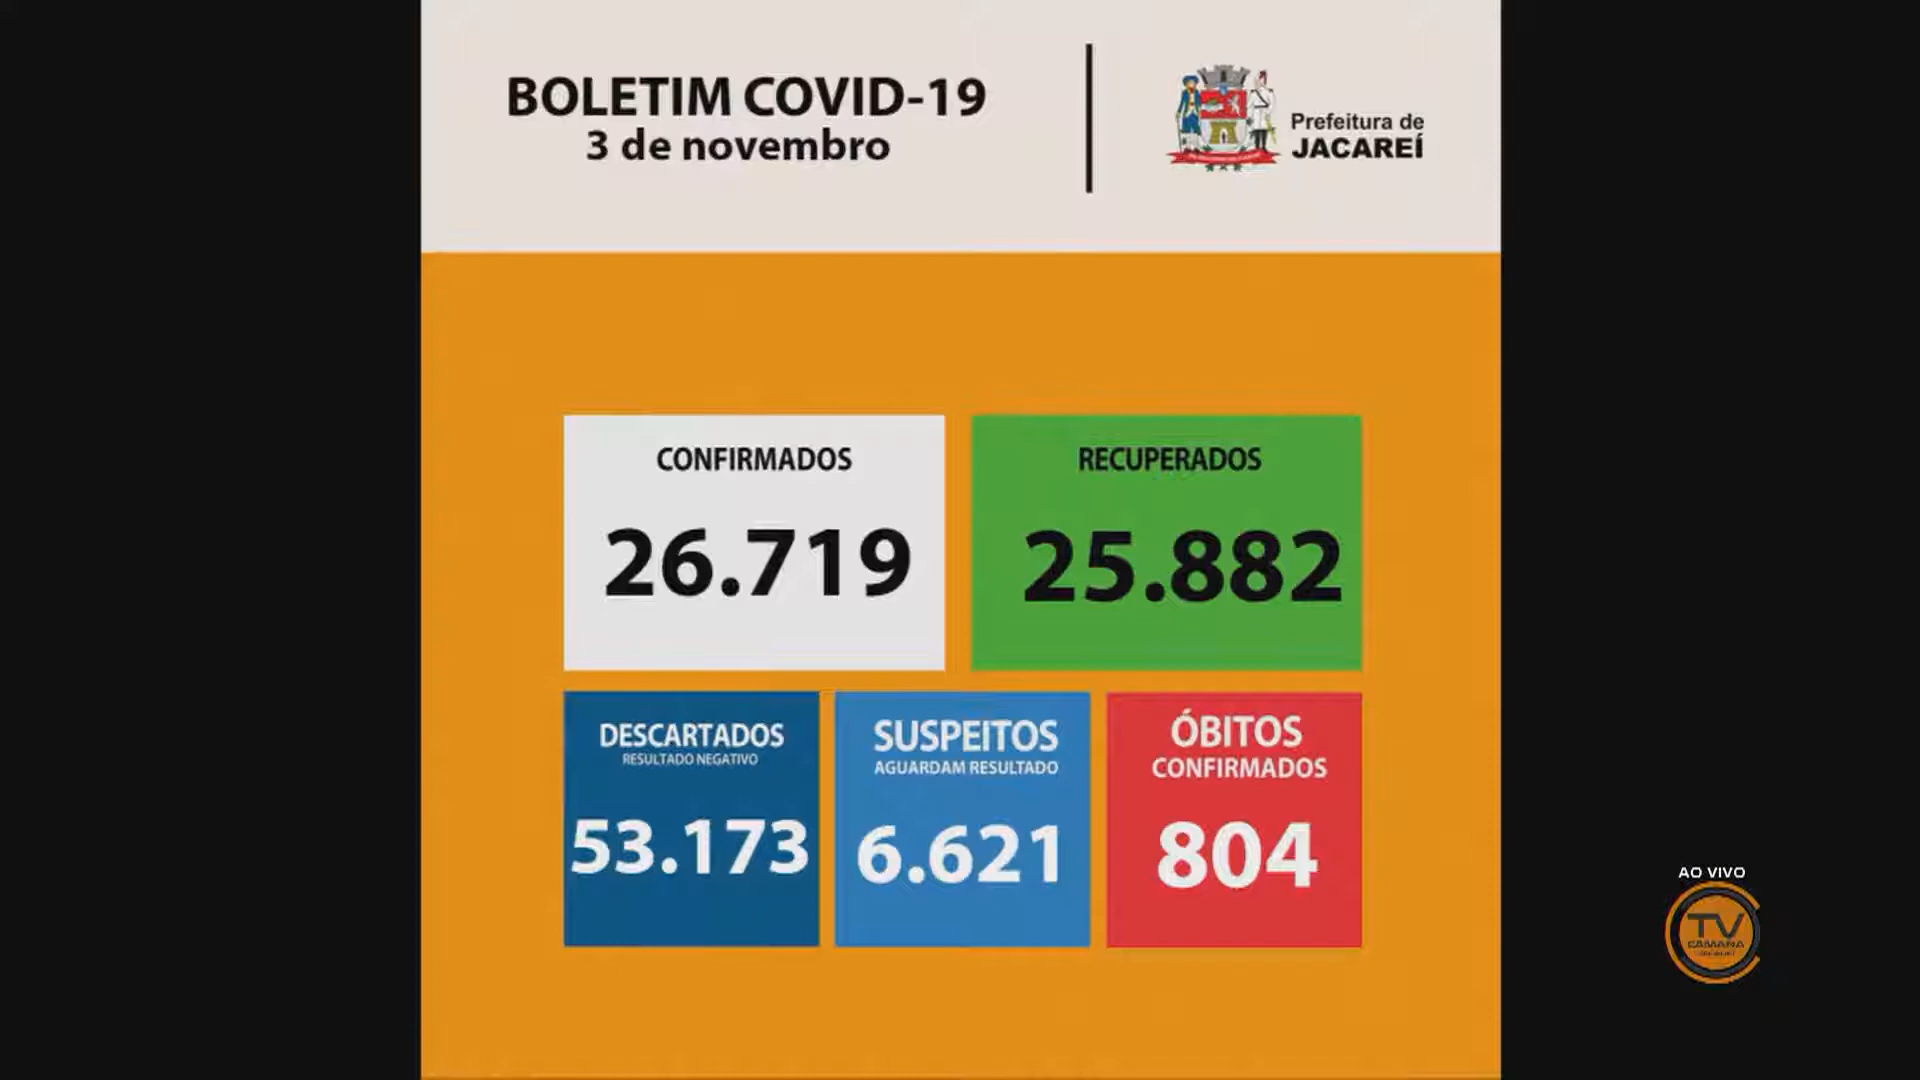 BOLETIM COVID-19
3 de novembro
Prefeitura de
JACAREÍ
CONFIRMADOS
26.719
RECUPERADOS
25.882
DESCARTADOS
RESULTADO NEGATIVO
53.173
SUSPEITOS
AGUARDAM RESULTADO
6.621
ÓBITOS
CONFIRMADOS
804
AO VIVO
TV
CÂMARA